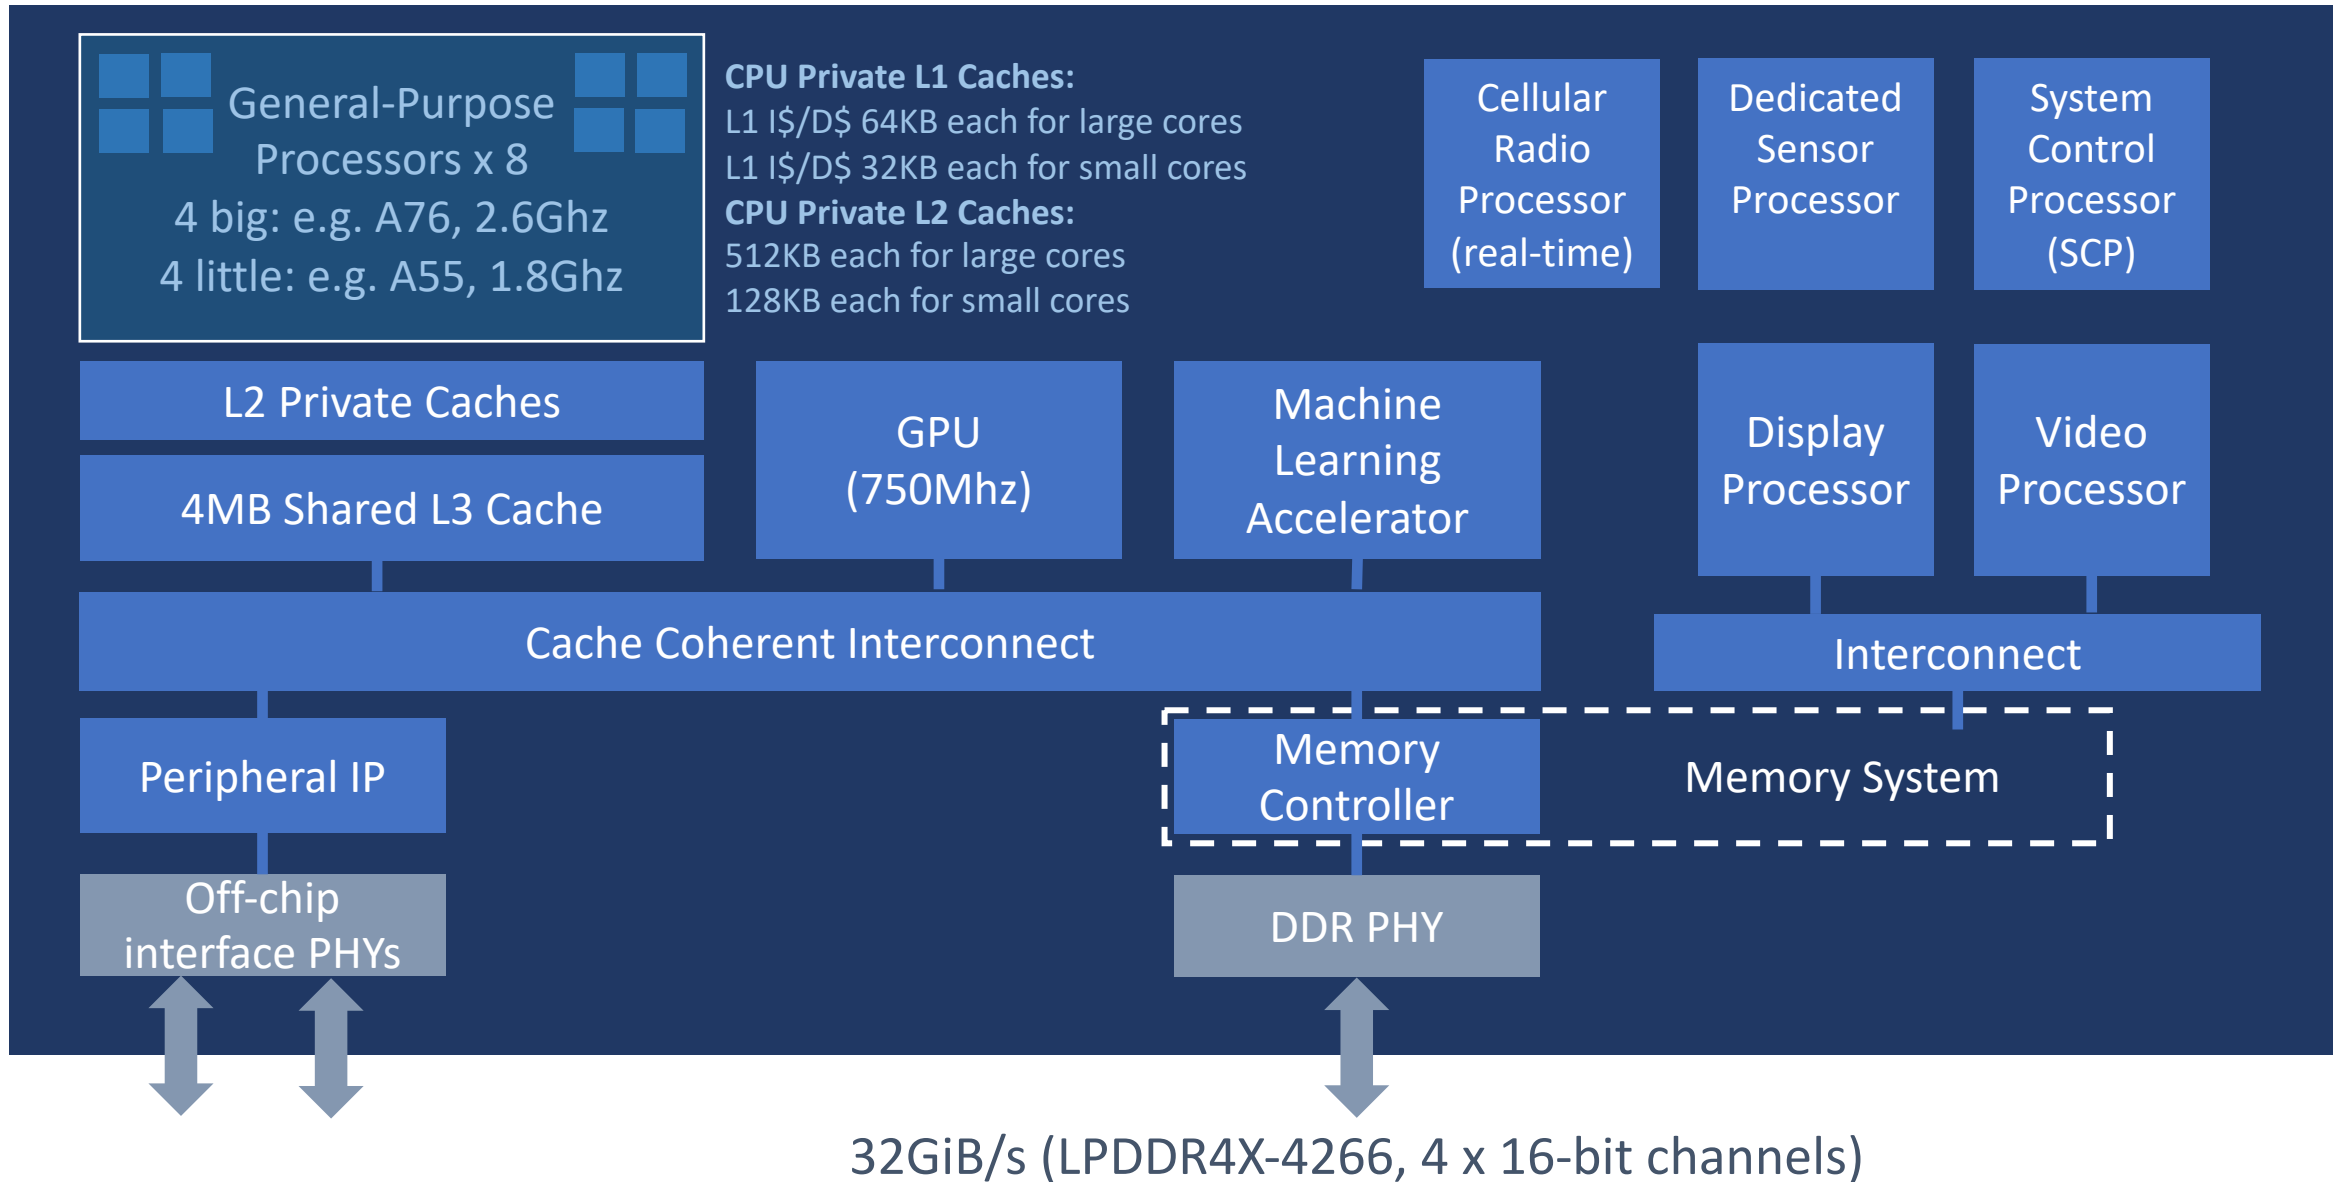 General-Purpose
Processors x 8
4 big: e.g. A76, 2.6Ghz
4 little: e.g. A55, 1.8Ghz
CPU Private L1 Caches:
L1 I$/D$ 64KB each for large cores
L1 I$/D$ 32KB each for small cores
CPU Private L2 Caches:
512KB each for large cores
128KB each for small cores
Cellular
Radio
Processor
(real-time)
Dedicated
Sensor
Processor
System
Control
Processor
(SCP)
L2 Private Caches
4MB Shared L3 Cache
GPU
(750Mhz)
Machine
Learning
Accelerator
Display
Processor
Video
Processor
Cache Coherent Interconnect
Interconnect
Peripheral IP
Memory
Controller
Memory System
Off-chip
interface PHYs
DDR PHY
32GiB/s (LPDDR4X-4266, 4 x 16-bit channels)